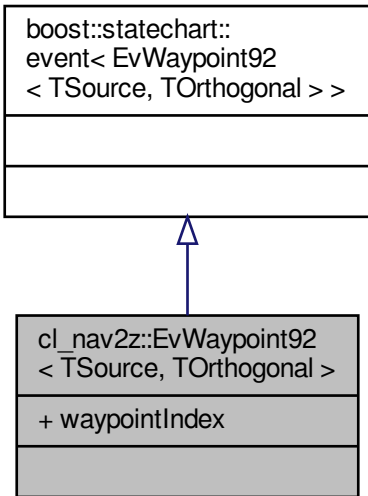 boost::statechart::
event< EvWaypoint92
< TSource, TOrthogonal > >
cl_nav2z::EvWaypoint92
< TSource, TOrthogonal >
+ waypointIndex